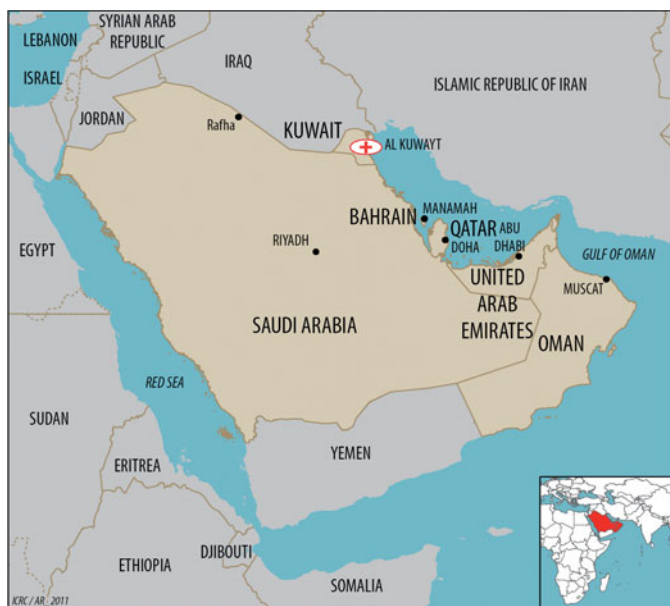 SYRIAN ARAB
REPUBLIC
LEBANON
IRAQ
ISRAEL
ISLAMIC REPUBLIC OF IRAN
JORDAN
Rafha
KUWAIT
AL KUWAYT
BAHRAIN
MANAMAH
QATAR
ABU
DHABI
DOHA
RIYADH
EGYPT
GULF OF OMAN
UNITED
ARAB
EMIRATES
MUSCAT
SAUDI ARABIA
OMAN
RED SEA
SUDAN
YEMEN
ERITREA
DJIBOUTI
ETHIOPIA
SOMALIA
ICRC / AR - 2011